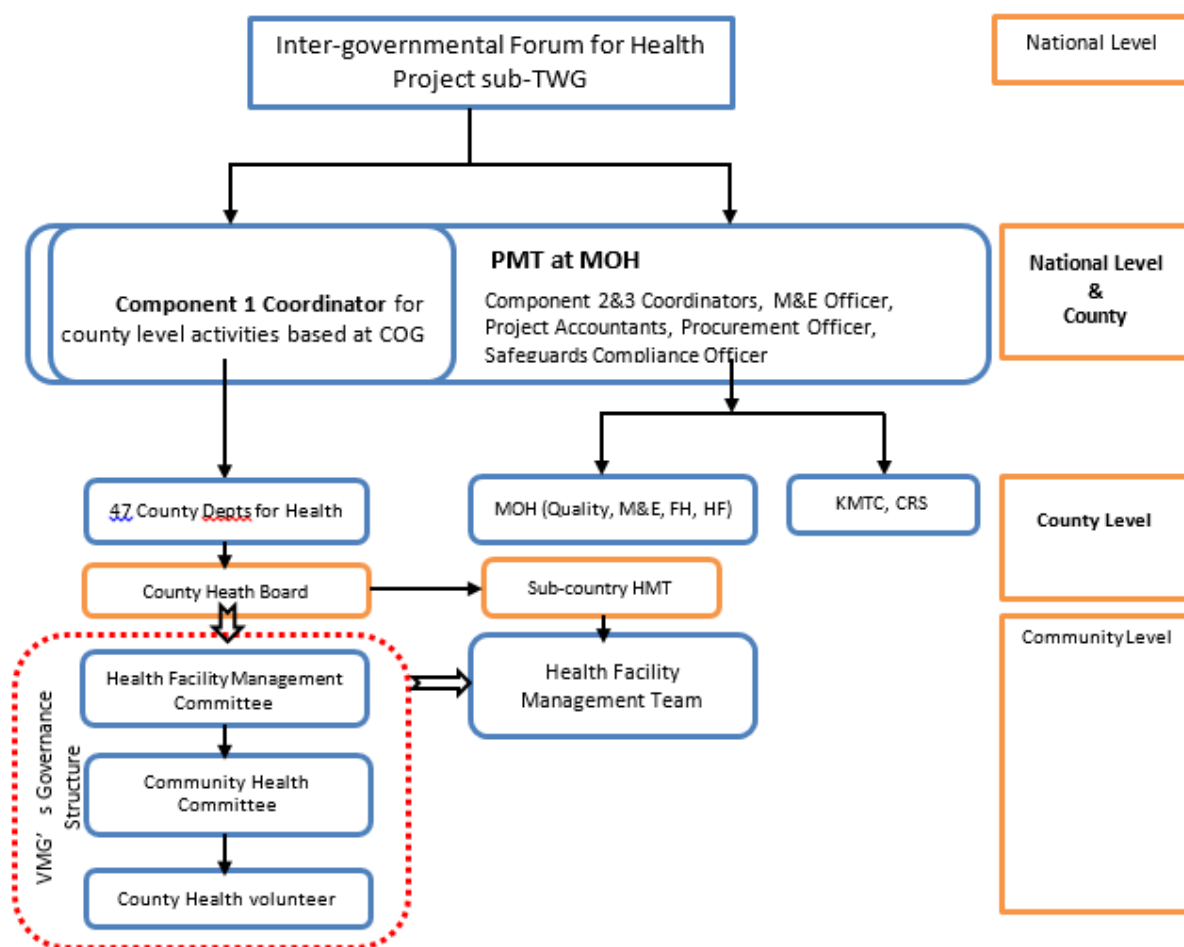 Inter-governmental Forum for Health
Project sub-TWG
National Level
Component 1 Coordinator for
county level activities based at COG
PMT at MOH
Component 2&3 Coordinators, M&E Officer,
Project Accountants, Procurement Officer,
Safeguards Compliance Officer
National Level
&
County
47 County Depts for Health
MOH (Quality, M&E, FH, HF)
KMTC, CRS
County Level
County Heath Board
Sub-country HMT
Community Level
VMG's Governance
Structure
Health Facility Management
Committee
Health Facility
Management Team
Community Health
Committee
County Health volunteer